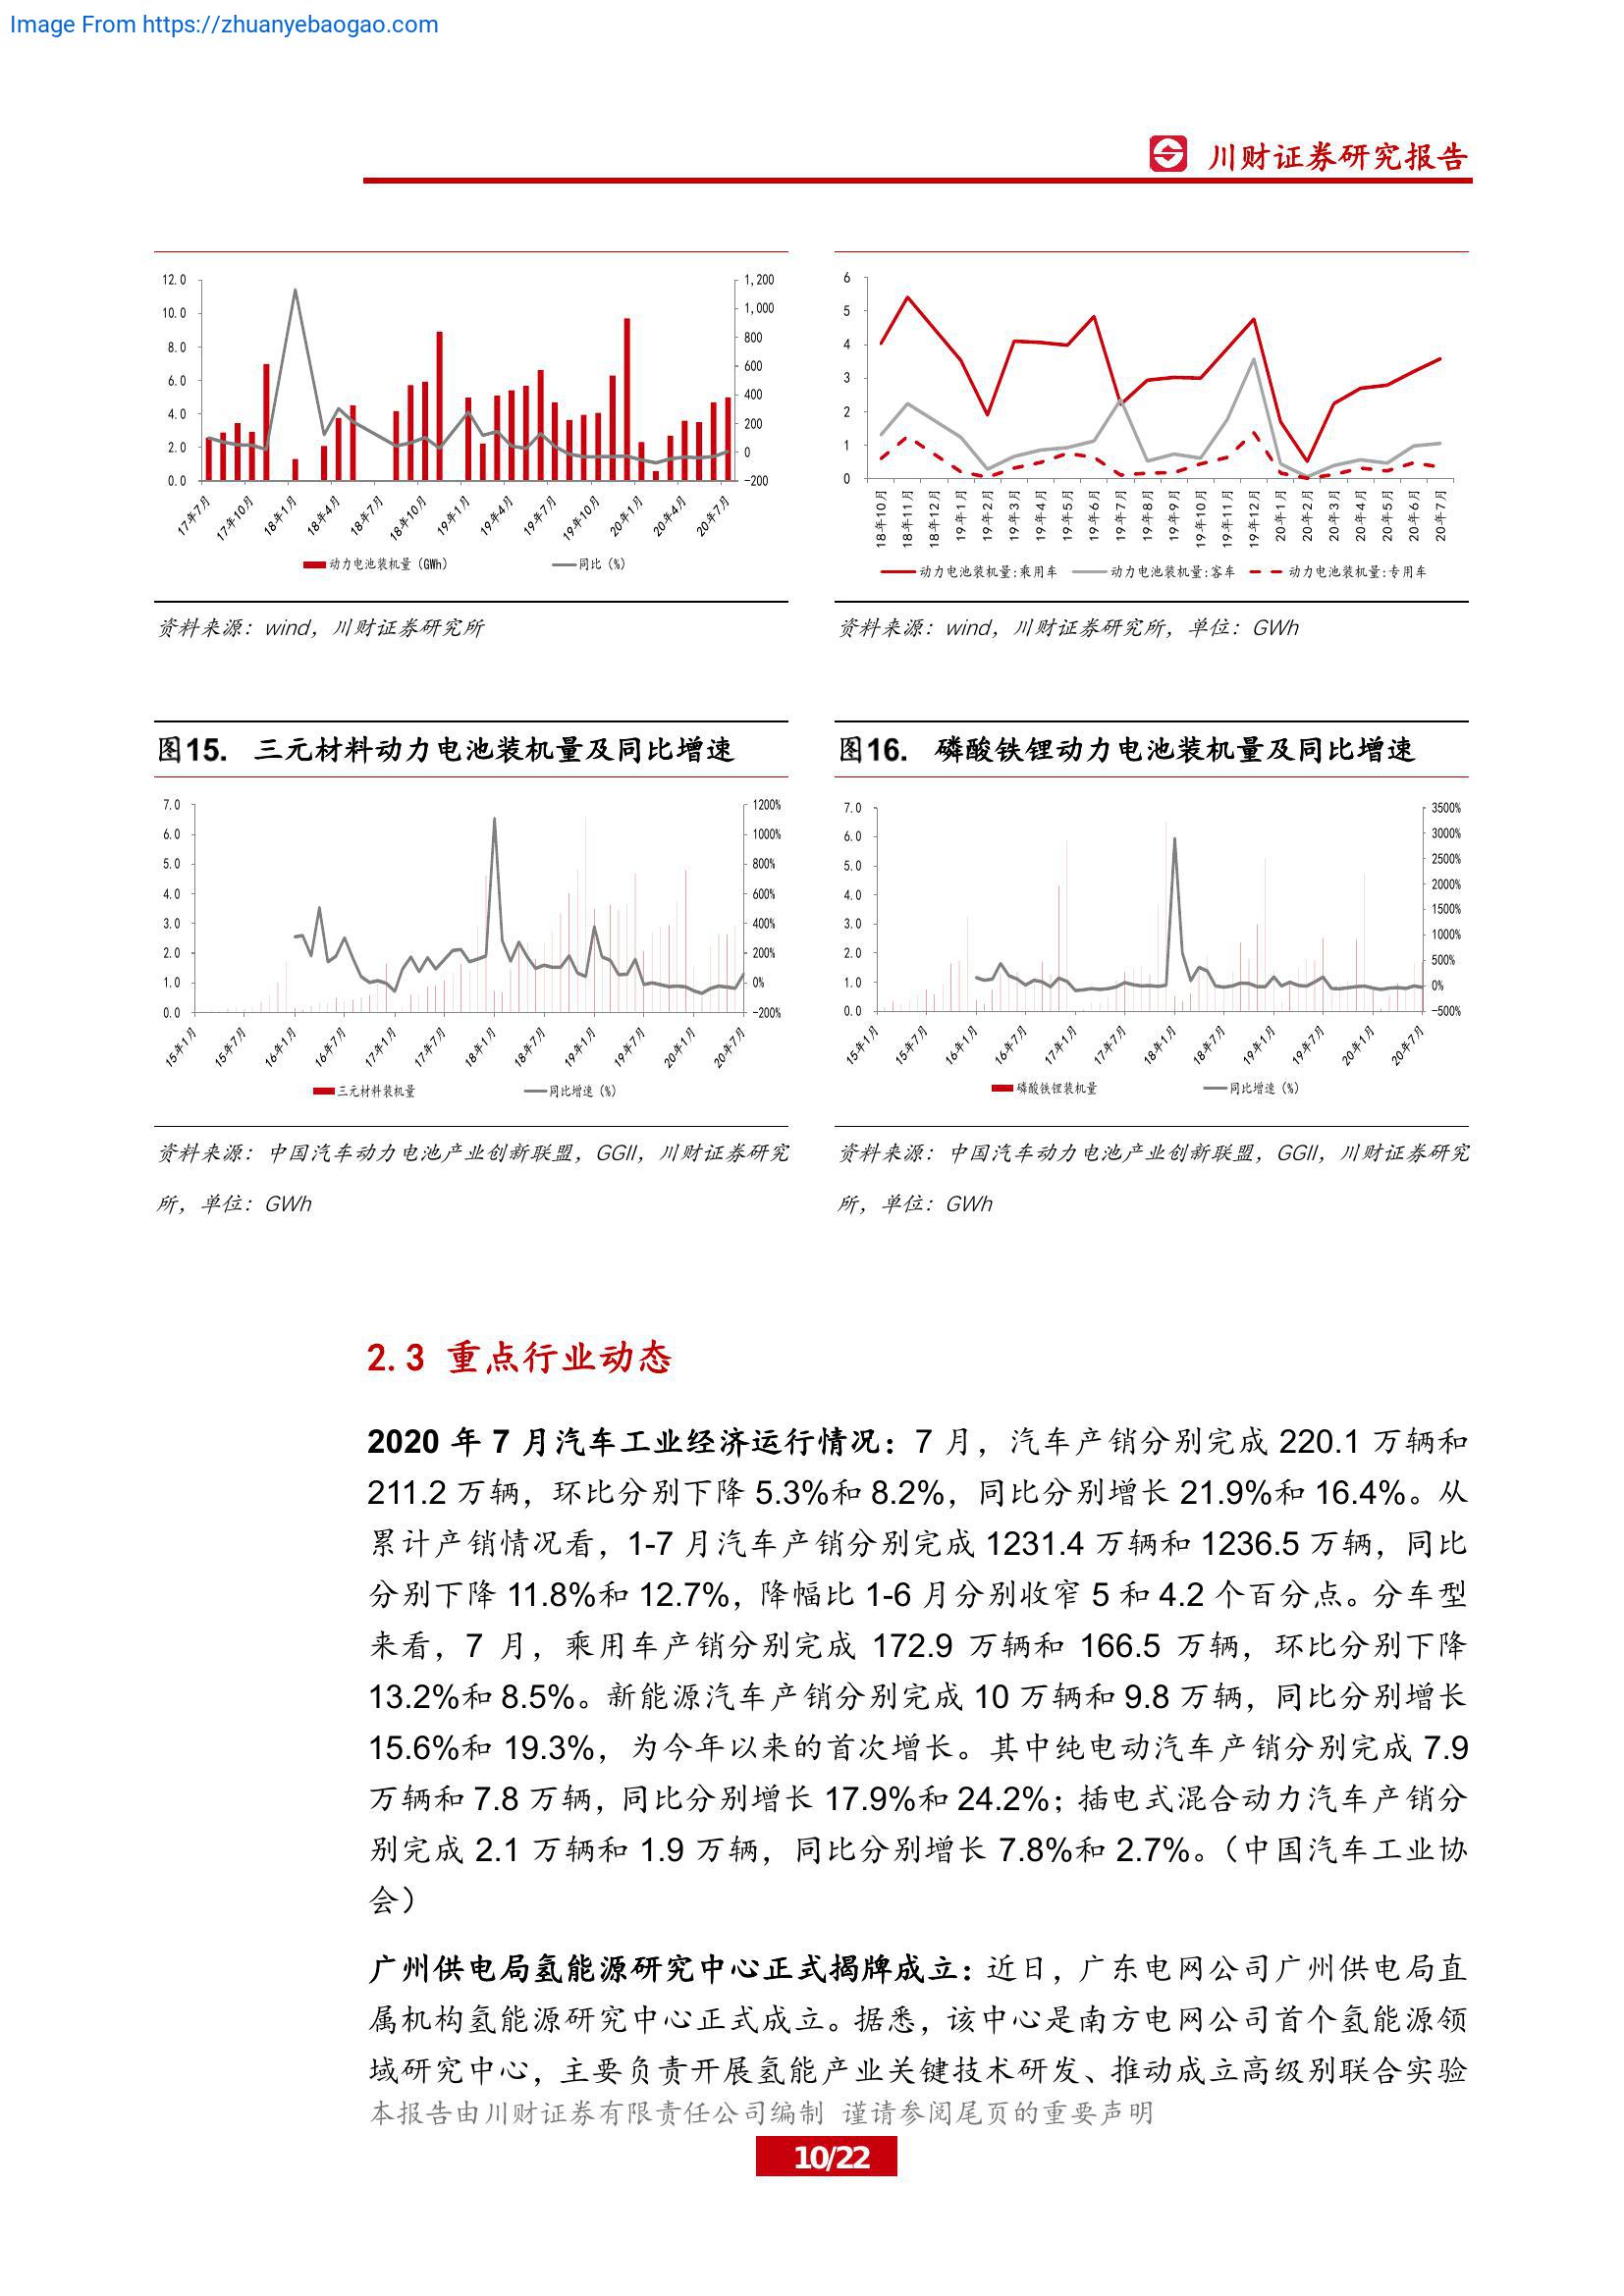 Image From https://zhuanyebaogao.com
川财证券研究报告
12.0
10.0
8.0
6.0
4.0
2.0
0.0
1,200
1,000
800
600
400
200
0
-200
17年7月 17年10月 18年1月 18年4月 18年7月 18年10月 19年1月 19年4月 19年7月 19年10月 20年1月 20年4月 20年7月
动力电池装机量（GWh） 同比（%）
6
5
4
3
2
1
0
18年10月 18年11月 18年12月 19年1月 19年2月 19年3月 19年4月 19年5月 19年6月 19年7月 19年8月 19年9月 19年10月 19年11月 19年12月 20年1月 20年2月 20年3月 20年4月 20年5月 20年6月 20年7月
动力电池装机量:乘用车 动力电池装机量:客车 动力电池装机量:专用车
资料来源：wind，川财证券研究所
资料来源：wind，川财证券研究所，单位：GWh
图15. 三元材料动力电池装机量及同比增速
图16. 磷酸铁锂动力电池装机量及同比增速
7.0
6.0
5.0
4.0
3.0
2.0
1.0
0.0
1200%
1000%
800%
600%
400%
200%
0%
-200%
15年1月 15年7月 16年1月 16年7月 17年1月 17年7月 18年1月 18年7月 19年1月 19年7月 20年1月 20年7月
三元材料装机量 同比增速（%）
7.0
6.0
5.0
4.0
3.0
2.0
1.0
0.0
3500%
3000%
2500%
2000%
1500%
1000%
500%
0%
-500%
15年1月 15年7月 16年1月 16年7月 17年1月 17年7月 18年1月 18年7月 19年1月 19年7月 20年1月 20年7月
磷酸铁锂装机量 同比增速（%）
资料来源：中国汽车动力电池产业创新联盟，GGII，川财证券研究
所，单位：GWh
资料来源：中国汽车动力电池产业创新联盟，GGII，川财证券研究
所，单位：GWh
2.3 重点行业动态
2020 年 7 月汽车工业经济运行情况：7 月，汽车产销分别完成 220.1 万辆和
211.2 万辆，环比分别下降 5.3%和 8.2%，同比分别增长 21.9%和 16.4%。从
累计产销情况看，1-7 月汽车产销分别完成 1231.4 万辆和 1236.5 万辆，同比
分别下降 11.8%和 12.7%，降幅比 1-6 月分别收窄 5 和 4.2 个百分点。分车型
来看，7 月，乘用车产销分别完成 172.9 万辆和 166.5 万辆，环比分别下降
13.2%和 8.5%。新能源汽车产销分别完成 10 万辆和 9.8 万辆，同比分别增长
15.6%和 19.3%，为今年以来的首次增长。其中纯电动汽车产销分别完成 7.9
万辆和 7.8 万辆，同比分别增长 17.9%和 24.2%；插电式混合动力汽车产销分
别完成 2.1 万辆和 1.9 万辆，同比分别增长 7.8%和 2.7%。（中国汽车工业协
会）
广州供电局氢能源研究中心正式揭牌成立：近日，广东电网公司广州供电局直
属机构氢能源研究中心正式成立。据悉，该中心是南方电网公司首个氢能源领
域研究中心，主要负责开展氢能产业关键技术研发、推动成立高级别联合实验
本报告由川财证券有限责任公司编制 谨请参阅尾页的重要声明
10/22